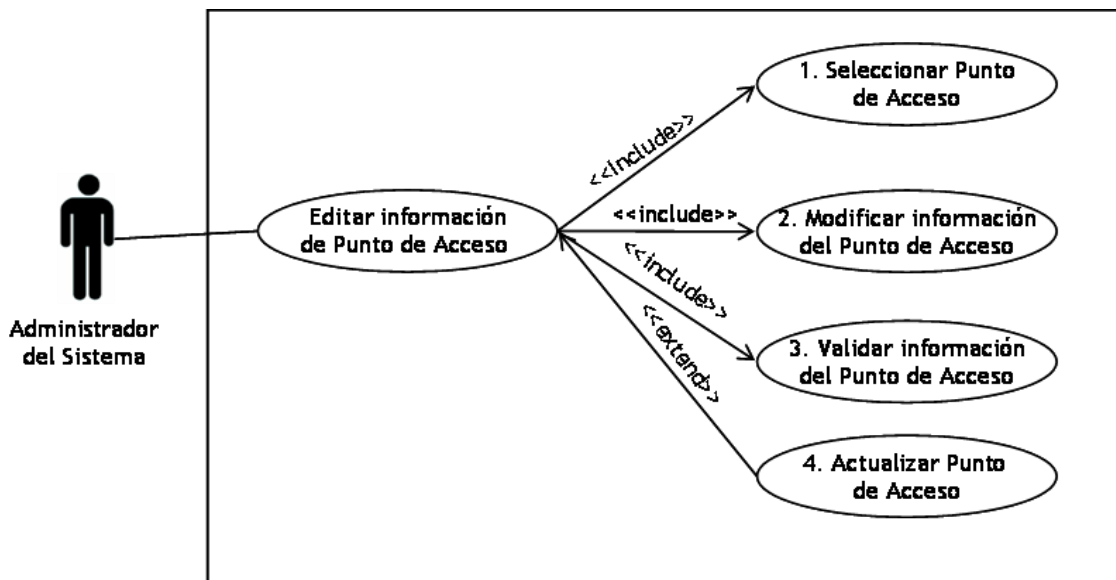 1. Seleccionar Punto
de Acceso
<<include>>
Editar información
de Punto de Acceso
<<include>>
2. Modificar información
del Punto de Acceso
<<include>>
Administrador
del Sistema
3. Validar información
del Punto de Acceso
<<extend>>
4. Actualizar Punto
de Acceso